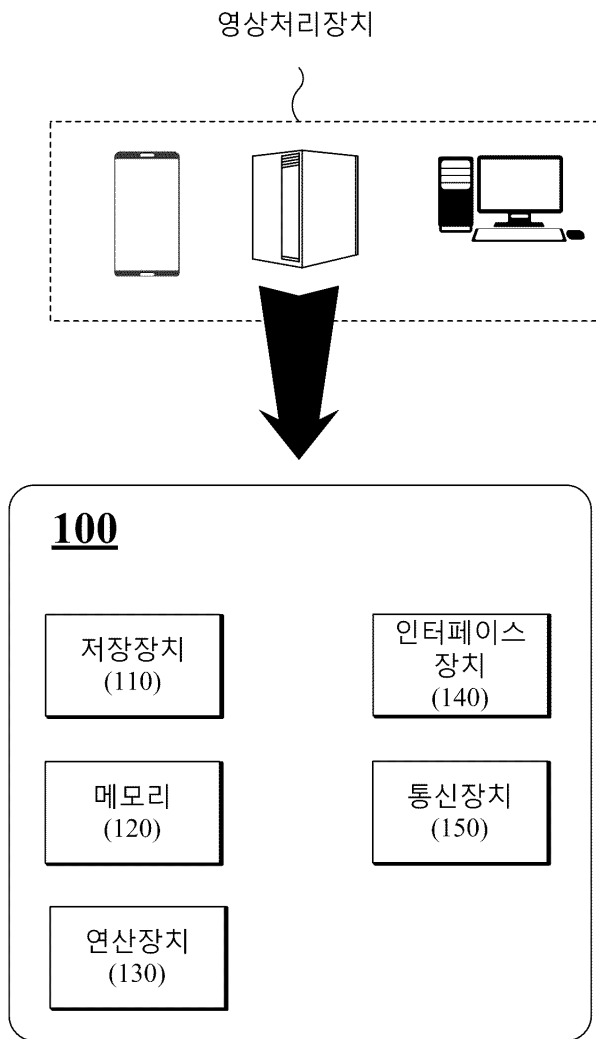 영상처리장치
100
저장장치
(110)
인터페이스
장치
(140)
메모리
(120)
통신장치
(150)
연산장치
(130)